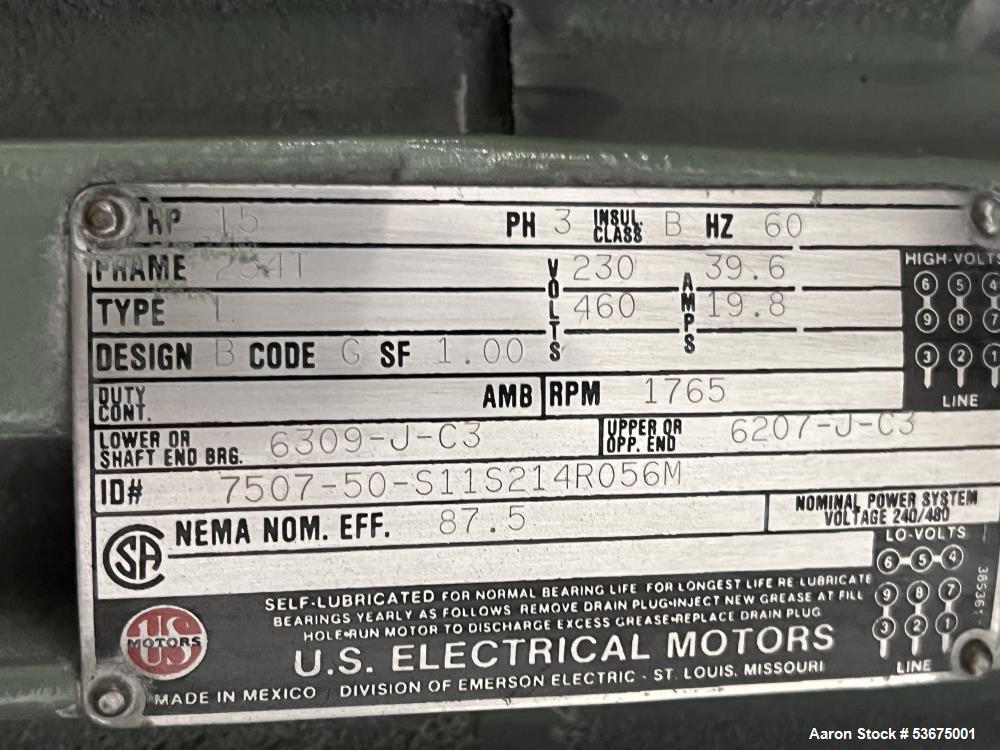 HP 15 PH 3 INSUL. CLASS B HZ 60
FRAME 254T VOLTS 230 AMPS 39.6
TYPE L 460 19.8
DESIGN B CODE G SF 1.00
DUTY CONT. AMB RPM 1765
LOWER OR SHAFT END BRG. 6309-J-C3 UPPER OR OPP. END 6207-J-C3
ID# 7507-50-S11S214R056M
NEMA NOM. EFF. 87.5 NOMINAL POWER SYSTEM VOLTAGE 240/480
HIGH-VOLTS
6 5 4
9 8 7
3 2 1
LINE
LO-VOLTS
6 5 4
9 8 7
3 2 1
LINE
SA
SELF-LUBRICATED FOR NORMAL BEARING LIFE FOR LONGEST LIFE RE-LUBRICATE
BEARINGS YEARLY AS FOLLOWS REMOVE DRAIN PLUG-INJECT NEW GREASE AT FILL
HOLE-RUN MOTOR TO DISCHARGE EXCESS GREASE-REPLACE DRAIN PLUG
US MOTORS
U.S. ELECTRICAL MOTORS
MADE IN MEXICO DIVISION OF EMERSON ELECTRIC - ST. LOUIS, MISSOURI
Aaron Stock # 53675001